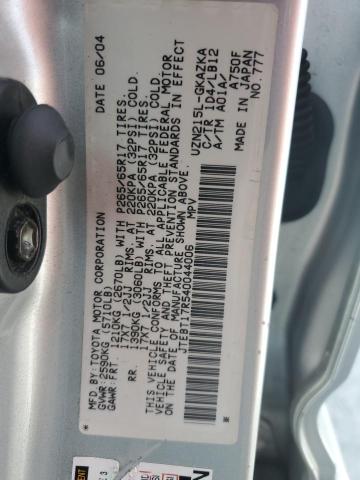 MFD. BY: TOYOTA MOTOR CORPORATION DATE 06/04
GVWR: 2590KG (5710LB)
GAWR: FRT 1210KG (2670LB) WITH P265/65R17 TIRES.
17X7 1/2JJ RIMS, AT 220KPA (32PSI) COLD.
RR. 1390KG (3060LB) WITH P265/65R17 TIRES.
17X7 1/2JJ RIMS, AT 220KPA (32PSI) COLD.
THIS VEHICLE CONFORMS TO ALL APPLICABLE FEDERAL MOTOR
VEHICLE SAFETY AND THEFT PREVENTION STANDARDS IN EFFECT
ON THE DATE OF MANUFACTURE SHOWN ABOVE.
*JTEBT17R540044006* MPV
UZN215L-GKAZKA
C/TR 1D4/LB12
A/TM A01A/ A750F
MADE IN JAPAN
NO. 777